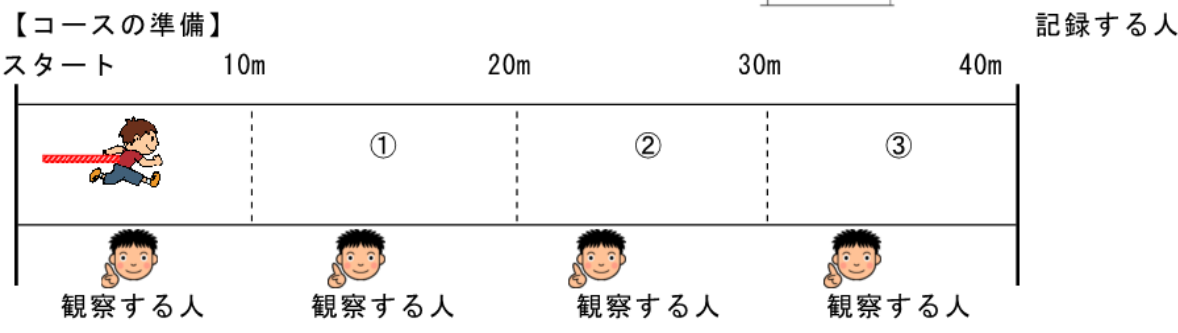 【コースの準備】
記録する人
スタート 10m 20m 30m 40m
① ② ③
観察する人 観察する人 観察する人 観察する人